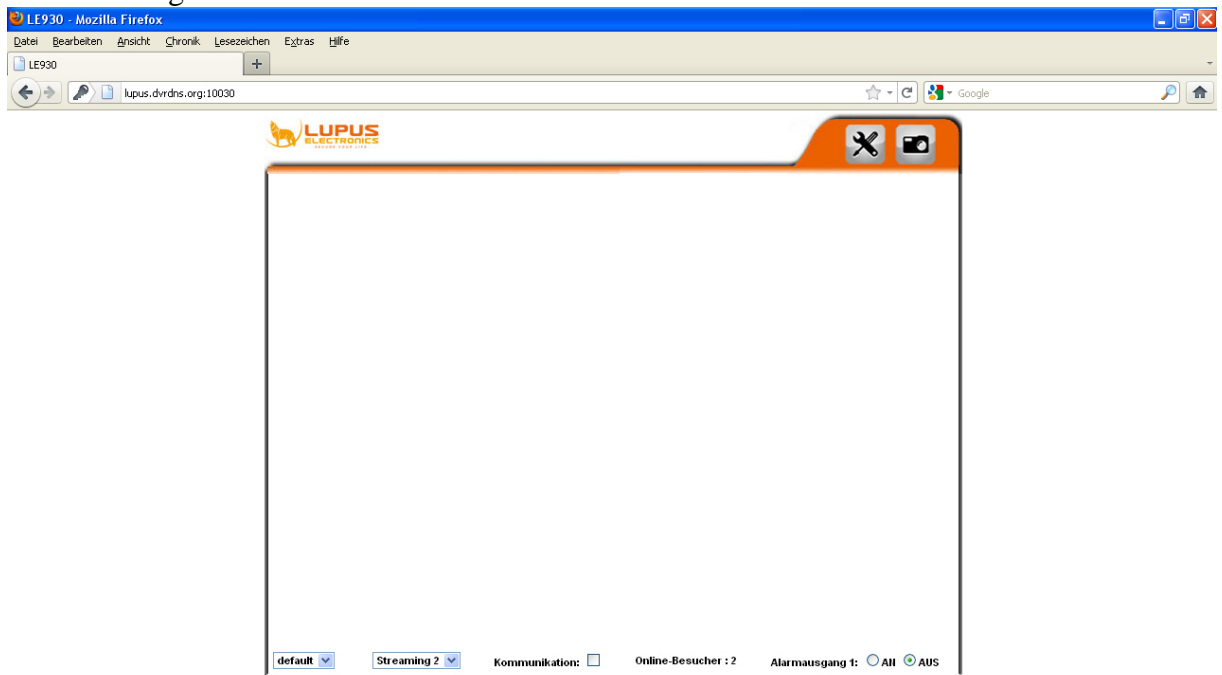 LE930 - Mozilla Firefox
Datei Bearbeiten Ansicht Chronik Lesezeichen Extras Hilfe
LE930
lupus.dvrdns.org:10030
Google
LUPUS
ELECTRONICS
default Streaming 2 Kommunikation: Online-Besucher : 2 Alarmausgang 1: AN AUS